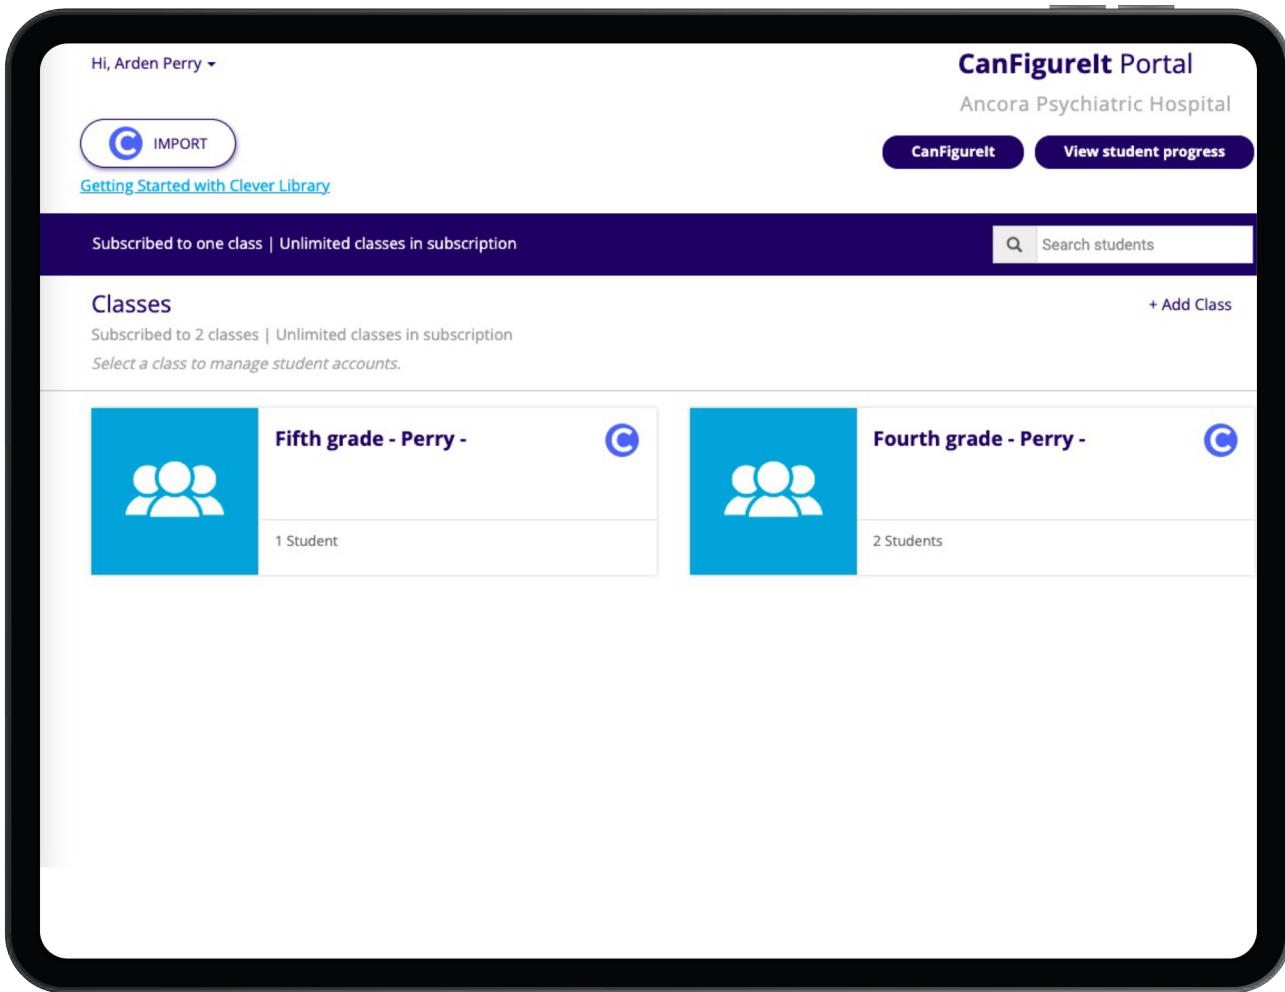 Hi, Arden Perry
CanFigureIt Portal
Ancora Psychiatric Hospital
C IMPORT
CanFigureIt
View student progress
Getting Started with Clever Library
Subscribed to one class | Unlimited classes in subscription
Search students
Classes
+ Add Class
Subscribed to 2 classes | Unlimited classes in subscription
Select a class to manage student accounts.
Fifth grade - Perry -
C
1 Student
Fourth grade - Perry -
C
2 Students